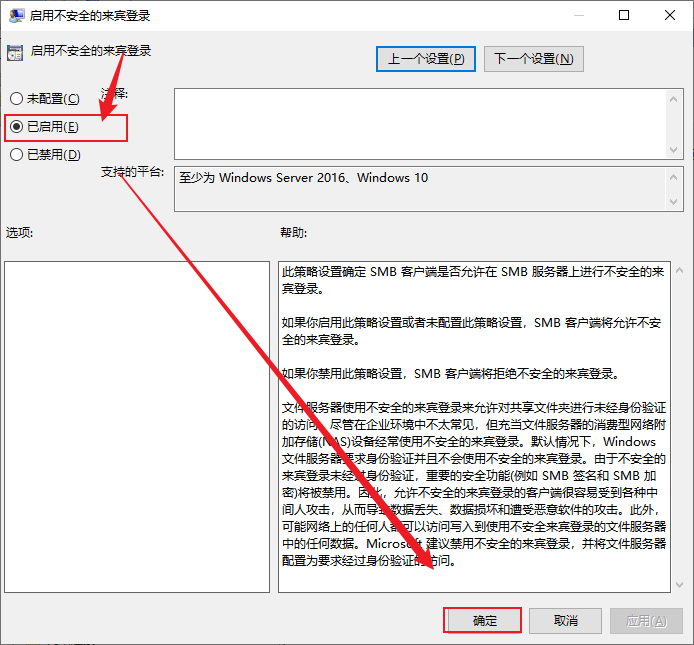 启用不安全的来宾登录
启用不安全的来宾登录
上一个设置(P)
下一个设置(N)
未配置(C)
注释:
已启用(E)
已禁用(D)
支持的平台:
至少为 Windows Server 2016、Windows 10
选项:
帮助:
此策略设置确定 SMB 客户端是否允许在 SMB 服务器上进行不安全的来
宾登录。
如果你启用此策略设置或者未配置此策略设置，SMB 客户端将允许不安
全的来宾登录。
如果你禁用此策略设置，SMB 客户端将拒绝不安全的来宾登录。
文件服务器使用不安全的来宾登录来允许对共享文件夹进行未经身份验证
的访问。尽管在企业环境中不太常见，但充当文件服务器的消费型网络附
加存储(NAS)设备经常使用不安全的来宾登录。默认情况下，Windows
文件服务器要求身份验证并且不会使用不安全的来宾登录。由于不安全的
来宾登录未经过身份验证，重要的安全功能(例如 SMB 签名和 SMB 加
密)将被禁用。因此，允许不安全的来宾登录的客户端很容易受到各种中
间人攻击，从而导致数据丢失、数据损坏和遭受恶意软件的攻击。此外，
可能网络上的任何人都可以访问写入到使用不安全来宾登录的文件服务器
中的任何数据。Microsoft 建议禁用不安全的来宾登录，并将文件服务器
配置为要求经过身份验证的访问。
确定
取消
应用(A)